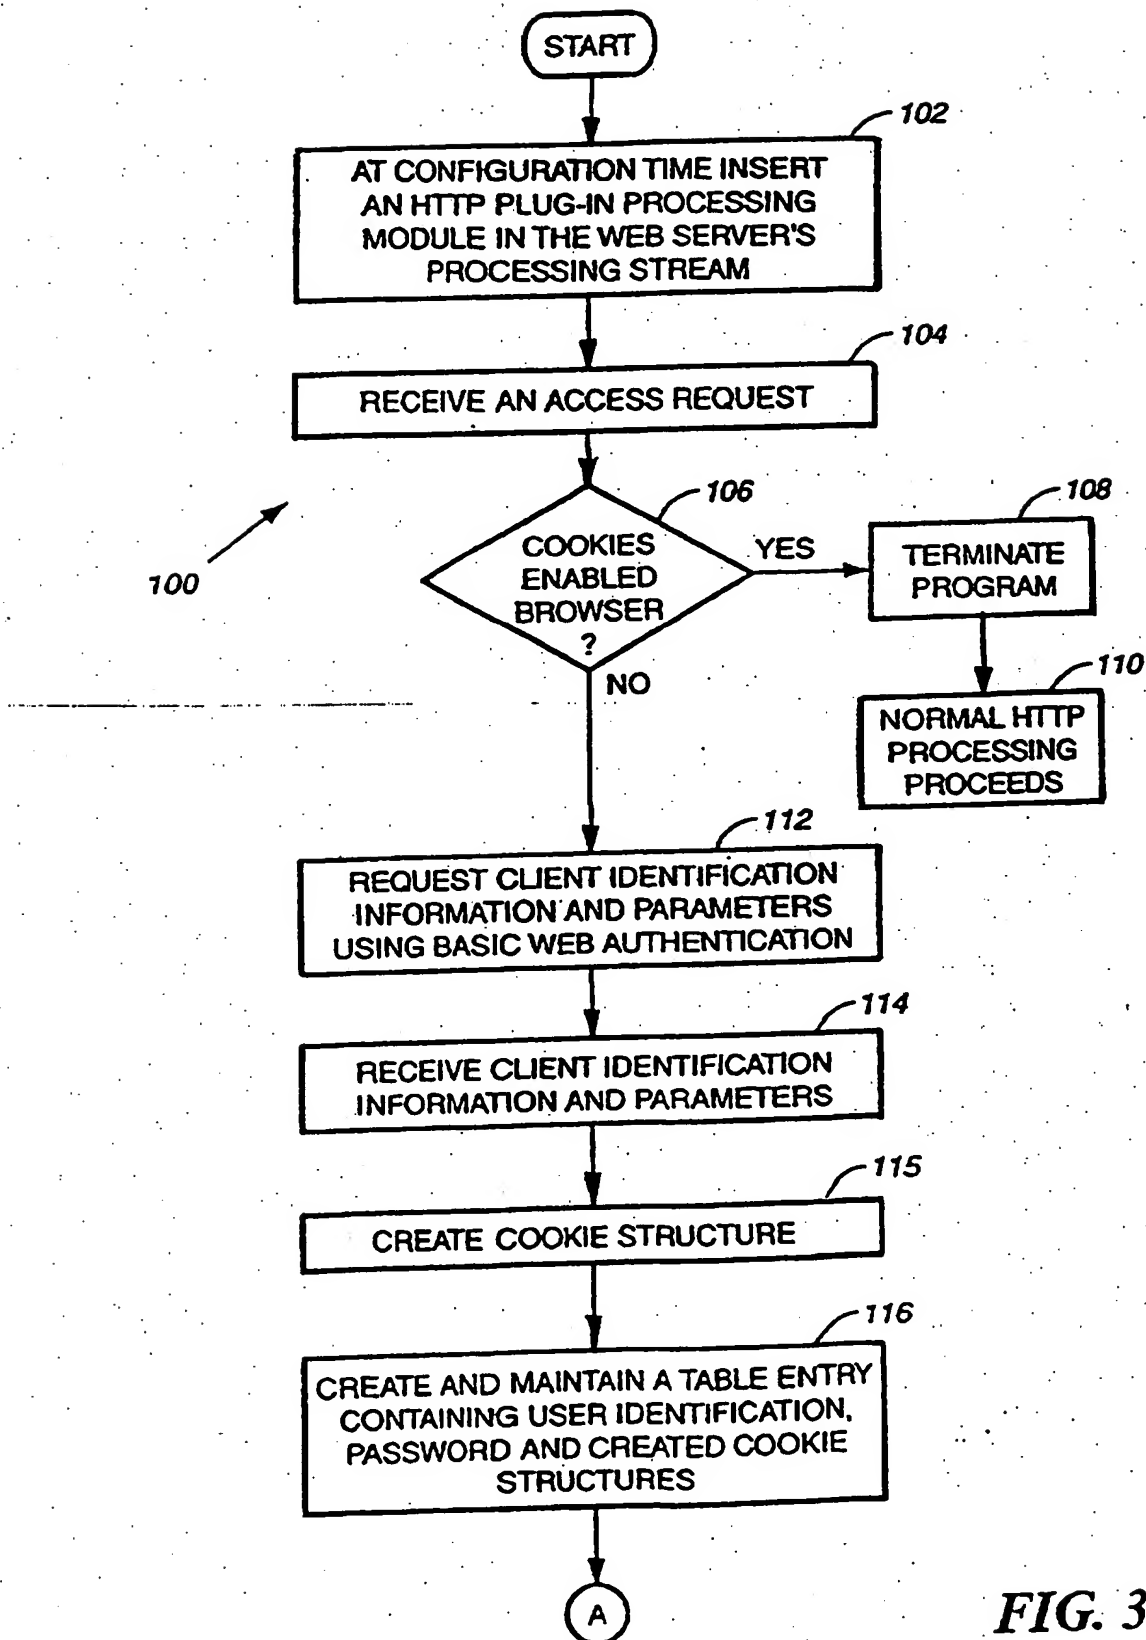 START
102
AT CONFIGURATION TIME INSERT
AN HTTP PLUG-IN PROCESSING
MODULE IN THE WEB SERVER'S
PROCESSING STREAM
104
RECEIVE AN ACCESS REQUEST
106
COOKIES
ENABLED
BROWSER
?
YES
108
TERMINATE
PROGRAM
100
110
NORMAL HTTP
PROCESSING
PROCEEDS
NO
112
REQUEST CLIENT IDENTIFICATION
INFORMATION AND PARAMETERS
USING BASIC WEB AUTHENTICATION
114
RECEIVE CLIENT IDENTIFICATION
INFORMATION AND PARAMETERS
115
CREATE COOKIE STRUCTURE
116
CREATE AND MAINTAIN A TABLE ENTRY
CONTAINING USER IDENTIFICATION,
PASSWORD AND CREATED COOKIE
STRUCTURES
A
FIG. 3